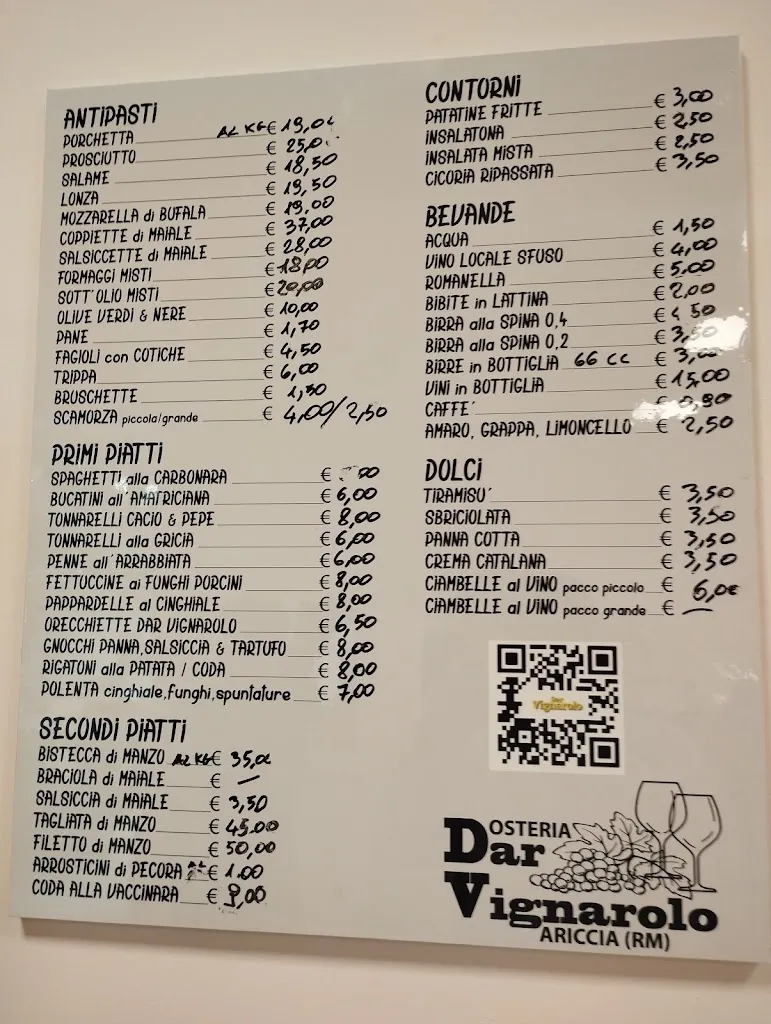 ANTIPASTI
PORCHETTA AL KG € 19,00
PROSCIUTTO € 25,0
SALAME € 18,50
LONZA € 19,50
MOZZARELLA di BUFALA € 19,00
COPPIETTE di MAIALE € 37,00
SALSICCETTE di MAIALE € 28,00
FORMAGGI MISTI € 18,00
SOTT'OLIO MISTI € 20,00
OLIVE VERDI & NERE € 10,00
PANE € 1,70
FAGIOLI con COTICHE € 4,50
TRIPPA € 6,00
BRUSCHETTE € 1,50
SCAMORZA piccola/grande € 4,00/2,50
PRIMI PIATTI
SPAGHETTI alla CARBONARA €
BUCATINI all'AMATRICIANA € 6,00
TONNARELLI CACIO & PEPE € 8,00
TONNARELLI alla GRICIA € 6,00
PENNE all'ARRABBIATA € 6,00
FETTUCCINE ai FUNGHI PORCINI € 8,00
PAPPARDELLE al CINGHIALE € 8,00
ORECCHIETTE DAR VIGNAROLO € 6,50
GNOCCHI PANNA,SALSICCIA & TARTUFO € 8,00
RIGATONI alla PATATA / CODA € 8,00
POLENTA cinghiale,funghi,spuntature € 7,00
SECONDI PIATTI
BISTECCA di MANZO AL KG € 35,00
BRACIOLA di MAIALE € —
SALSICCIA di MAIALE € 3,50
TAGLIATA di MANZO € 45.00
FILETTO di MANZO € 50,00
ARROSTICINI di PECORA € 1.00
CODA ALLA VACCINARA € 9,00
CONTORNI
PATATINE FRITTE € 3,00
INSALATONA € 2,50
INSALATA MISTA € 2,50
CICORIA RIPASSATA € 3,50
BEVANDE
ACQUA € 1,50
VINO LOCALE SFUSO € 4,00
ROMANELLA € 5,00
BIBITE in LATTINA € 2,00
BIRRA alla SPINA 0,4 € 50
BIRRA alla SPINA 0,2 € 3,50
BIRRE in BOTTIGLIA 66 CC € 3,00
VINI in BOTTIGLIA € 15,00
CAFFE' € 0,90
AMARO, GRAPPA, LIMONCELLO € 2,50
DOLCI
TIRAMISU' € 3,50
SBRICIOLATA € 3,50
PANNA COTTA € 3,50
CREMA CATALANA € 3,50
CIAMBELLE al VINO pacco piccolo € 6,00
CIAMBELLE al VINO pacco grande € —
Dar
Vignarolo
OSTERIA
Dar
Vignarolo
ARICCIA (RM)